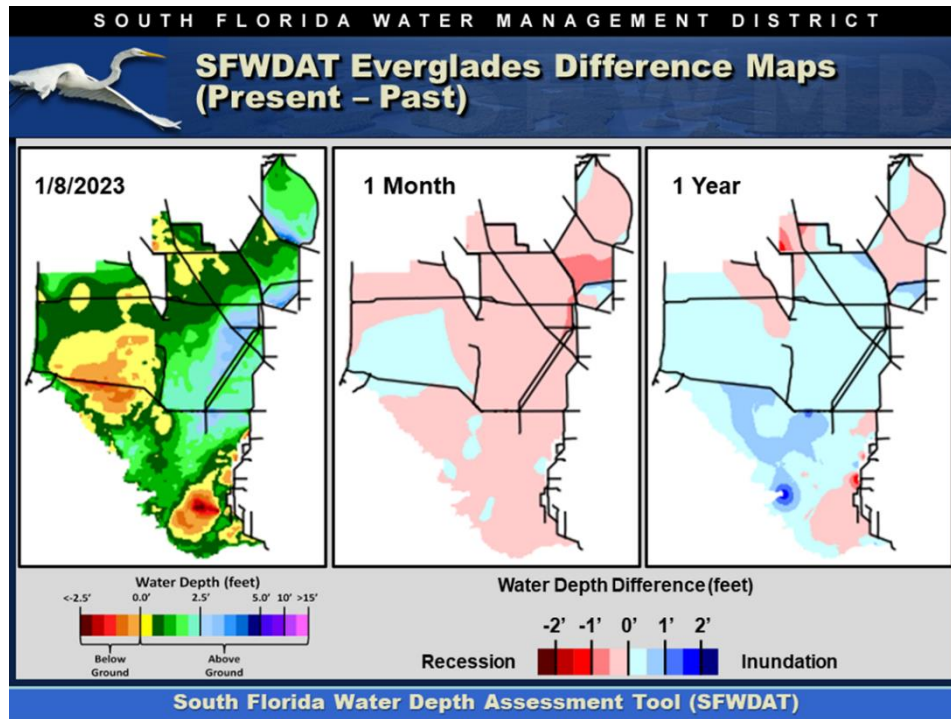 SOUTH FLORIDA WATER MANAGEMENT DISTRICT
SFWDAT Everglades Difference Maps
(Present – Past)
SFWMD
1/8/2023
1 Month
1 Year
Water Depth (feet)
<-2.5' 0.0' 2.5' 5.0' 10' >15'
Below
Ground
Above
Ground
Water Depth Difference (feet)
-2' -1' 0' 1' 2'
Recession
Inundation
South Florida Water Depth Assessment Tool (SFWDAT)